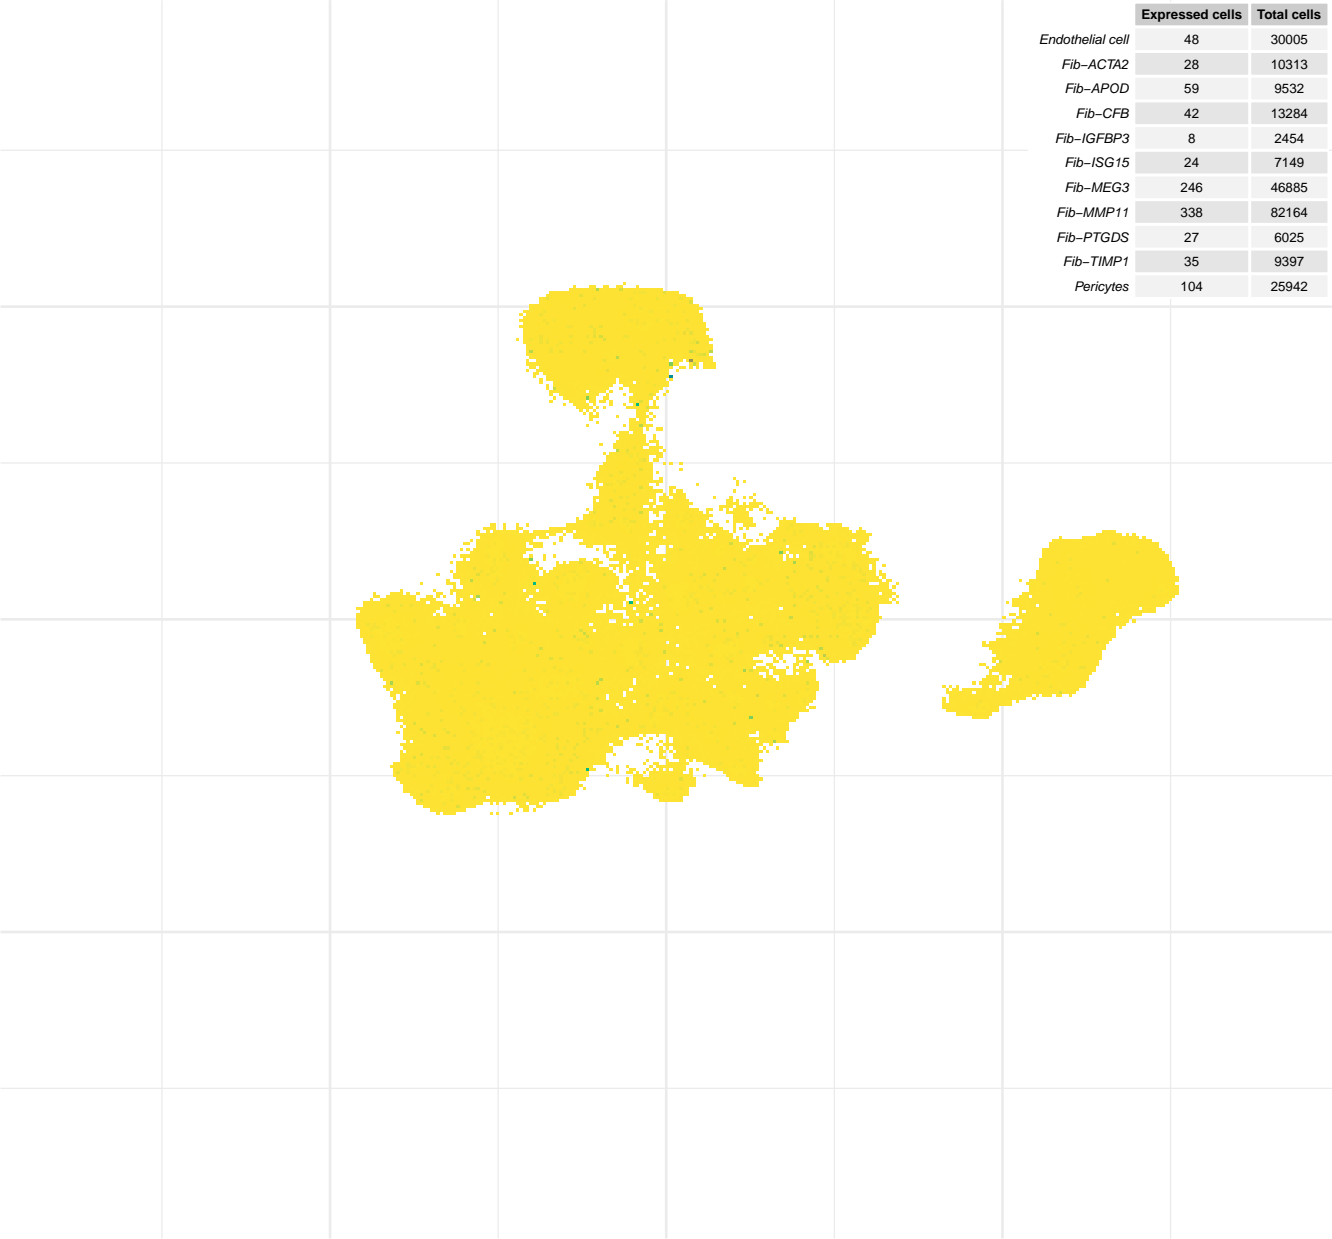 Expressed cells Total cells
Endothelial cell 48 30005
Fib−ACTA2 28 10313
Fib−APOD 59 9532
Fib−CFB 42 13284
Fib−IGFBP3 8 2454
Fib−ISG15 24 7149
Fib−MEG3 246 46885
Fib−MMP11 338 82164
Fib−PTGDS 27 6025
Fib−TIMP1 35 9397
Pericytes 104 25942